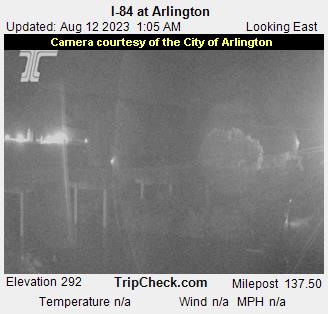 I-84 at Arlington
Updated: Aug 12 2023 1:05 AM Looking East
Camera courtesy of the City of Arlington
Elevation 292 TripCheck.com Milepost 137.50
Temperature n/a Wind n/a MPH n/a